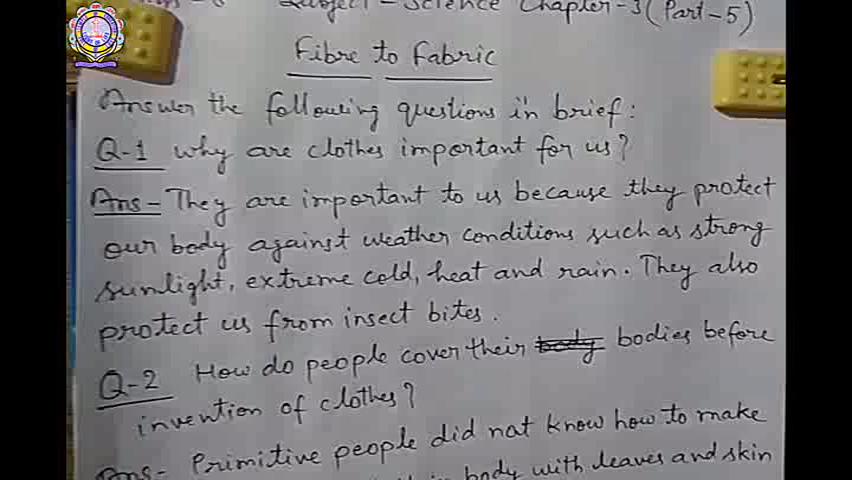 Subject - Science Chapter-3 (Part-5)
Fibre to Fabric
Answer the following questions in brief:
Q-1 Why are clothes important for us?
Ans- They are important to us because they protect
our body against weather conditions such as strong
sunlight, extreme cold, heat and rain. They also
protect us from insect bites.
Q-2 How do people cover their body bodies before
invention of clothes?
Ans- Primitive people did not know how to make
body with leaves and skin